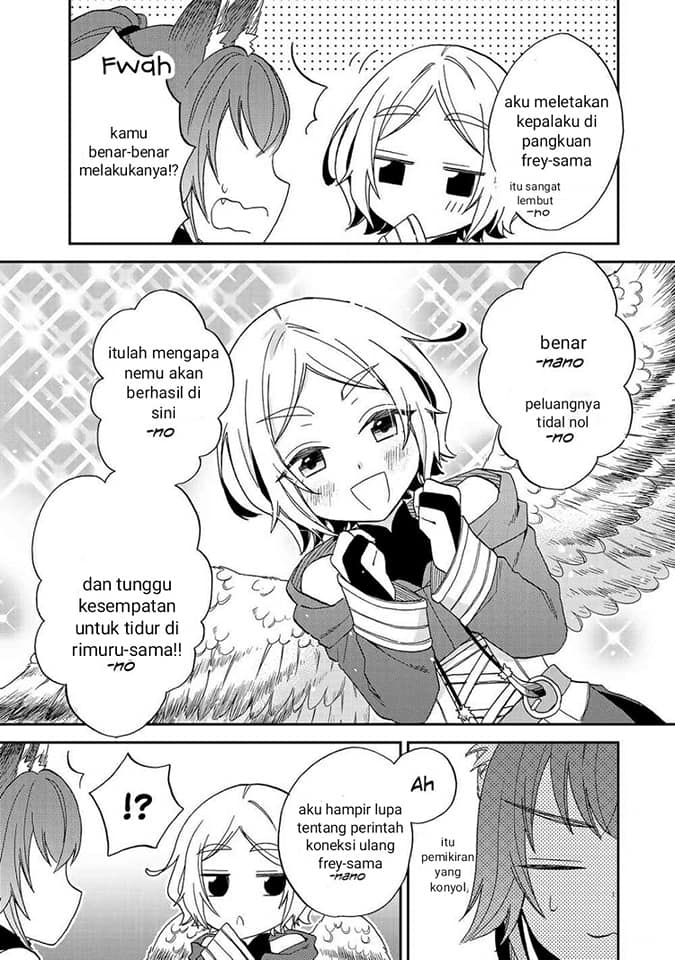 aku meletakan
kepalaku di
pangkuan
frey-sama
itu sangat
lembut
-no
Fwah
kamu
benar-benar
melakukanya!?
benar
-nano
peluangnya
tidal nol
-no
itulah mengapa
nemu akan
berhasil di
sini
-no
dan tunggu
kesempatan
untuk tidur di
rimuru-sama!!
-no
itu
pemikiran
yang
konyol,
Ah
aku hampir lupa
tentang perintah
koneksi ulang
frey-sama
-nano
!?